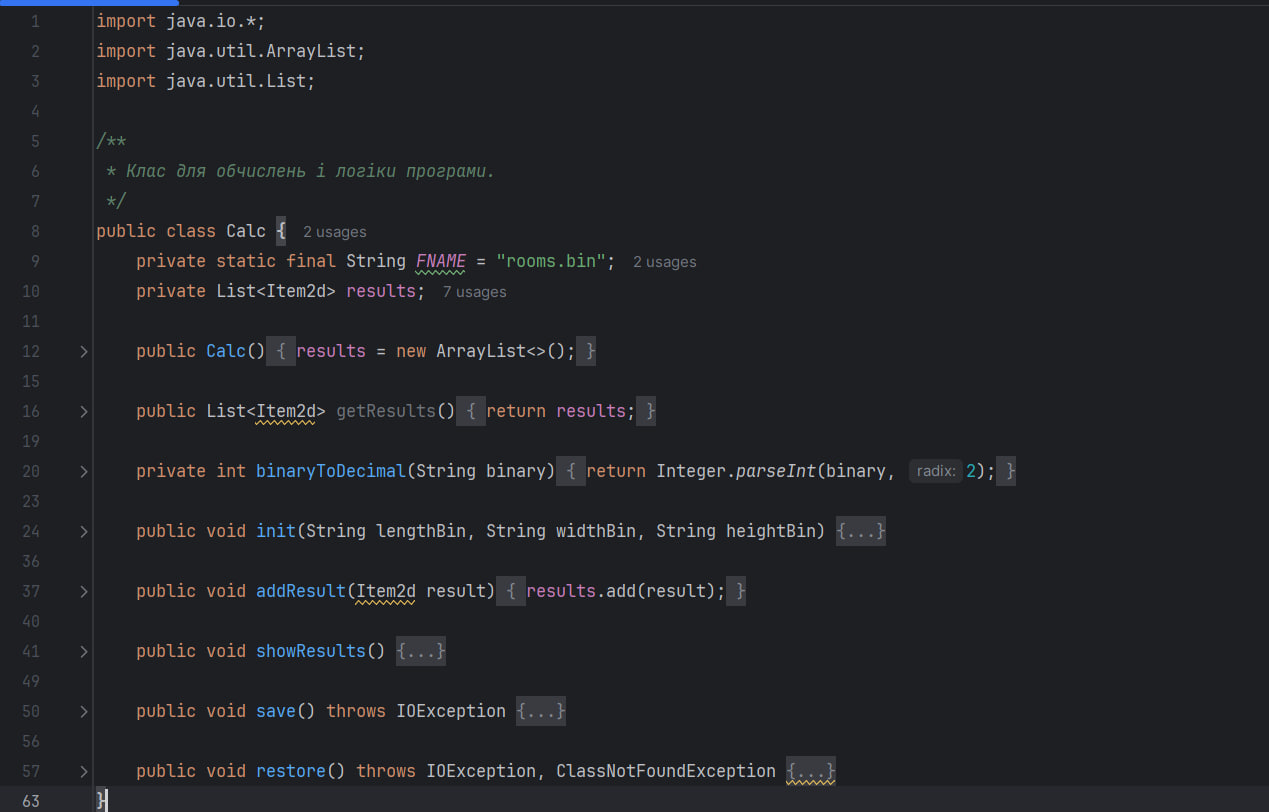 1 import java.io.*;
2 import java.util.ArrayList;
3 import java.util.List;
4
5 /**
6  * Клас для обчислень і логіки програми.
7  */
8 public class Calc { 2 usages
9     private static final String FNAME = "rooms.bin"; 2 usages
10     private List<Item2d> results; 7 usages
11
12     public Calc() { results = new ArrayList<>(); }
15
16     public List<Item2d> getResults() { return results; }
19
20     private int binaryToDecimal(String binary) { return Integer.parseInt(binary, radix: 2); }
23
24     public void init(String lengthBin, String widthBin, String heightBin) {...}
36
37     public void addResult(Item2d result) { results.add(result); }
40
41     public void showResults() {...}
49
50     public void save() throws IOException {...}
56
57     public void restore() throws IOException, ClassNotFoundException {...}
63 }